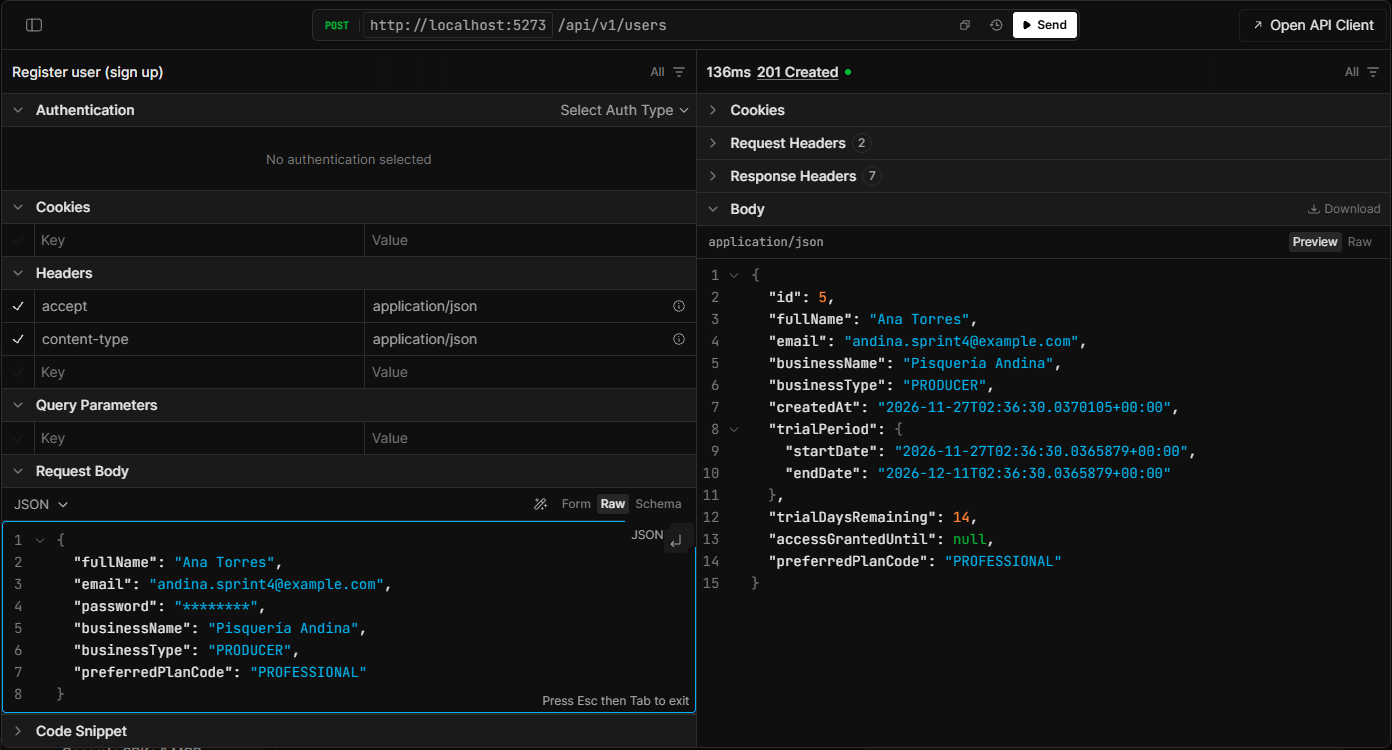 POST http://localhost:5273 /api/v1/users Send Open API Client
Register user (sign up) All
Authentication Select Auth Type
No authentication selected
Cookies
Key Value
Headers
accept application/json
content-type application/json
Key Value
Query Parameters
Key Value
Request Body
JSON Form Raw Schema
JSON
1 {
2 "fullName": "Ana Torres",
3 "email": "andina.sprint4@example.com",
4 "password": "********",
5 "businessName": "Pisquería Andina",
6 "businessType": "PRODUCER",
7 "preferredPlanCode": "PROFESSIONAL"
8 }
Press Esc then Tab to exit
Code Snippet
136ms 201 Created All
Cookies
Request Headers 2
Response Headers 7
Body Download
application/json Preview Raw
1 {
2 "id": 5,
3 "fullName": "Ana Torres",
4 "email": "andina.sprint4@example.com",
5 "businessName": "Pisquería Andina",
6 "businessType": "PRODUCER",
7 "createdAt": "2026-11-27T02:36:30.0370105+00:00",
8 "trialPeriod": {
9 "startDate": "2026-11-27T02:36:30.0365879+00:00",
10 "endDate": "2026-12-11T02:36:30.0365879+00:00"
11 },
12 "trialDaysRemaining": 14,
13 "accessGrantedUntil": null,
14 "preferredPlanCode": "PROFESSIONAL"
15 }